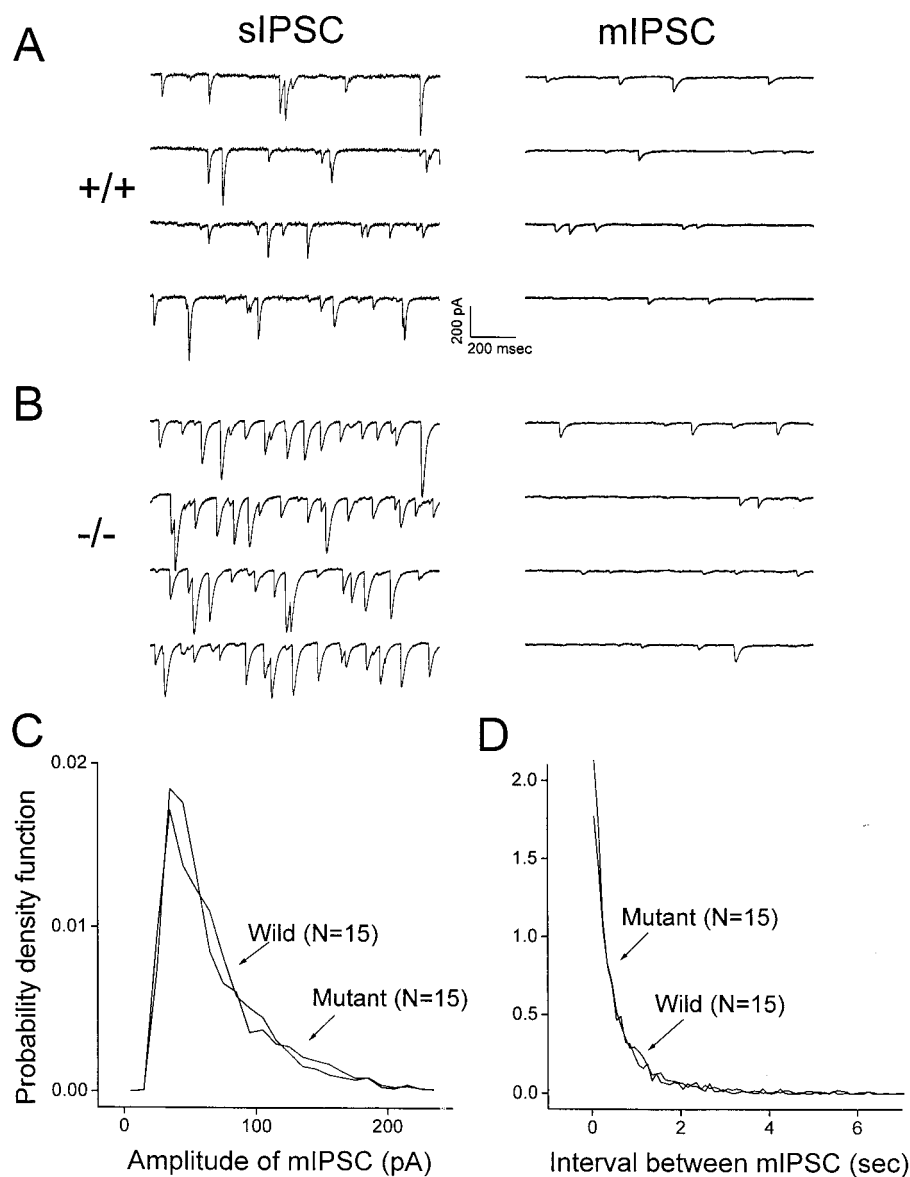 A
sIPSC
mIPSC
+/+
200 pA
200 msec
B
-/-
C
0.02
0.01
0.00
Probability density function
Wild (N=15)
Mutant (N=15)
0
100
200
Amplitude of mIPSC (pA)
D
2.0
1.5
1.0
0.5
0.0
Mutant (N=15)
Wild (N=15)
0
2
4
6
Interval between mIPSC (sec)